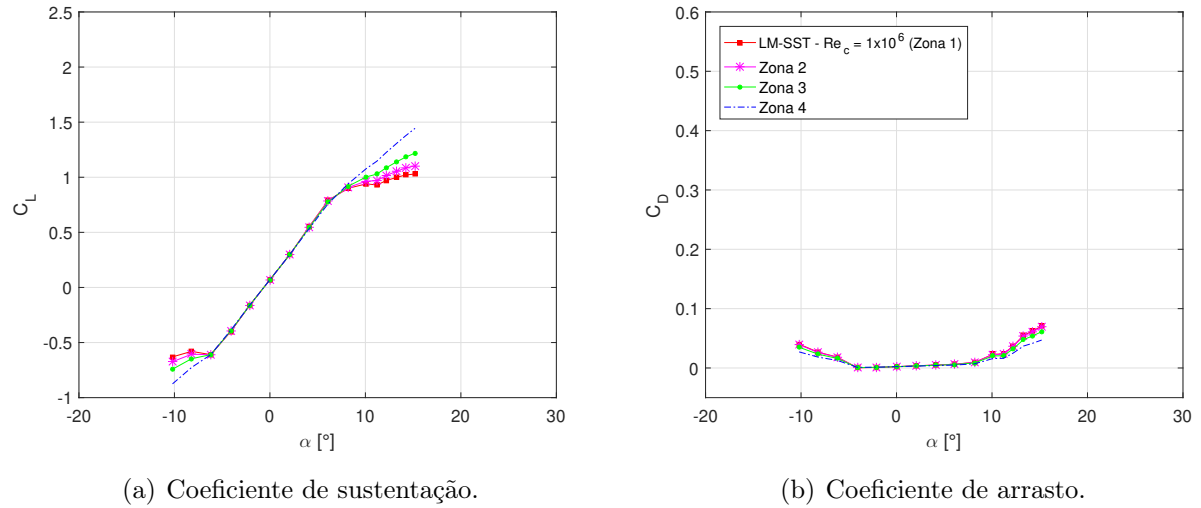 2.5
2
1.5
1
0.5
0
-0.5
-1
C_L
-20 -10 0 10 20 30
α [°]
(a) Coeficiente de sustentação.
0.6
0.5
0.4
0.3
0.2
0.1
0
C_D
LM-SST - Re_c = 1x10^6 (Zona 1)
Zona 2
Zona 3
Zona 4
-20 -10 0 10 20 30
α [°]
(b) Coeficiente de arrasto.